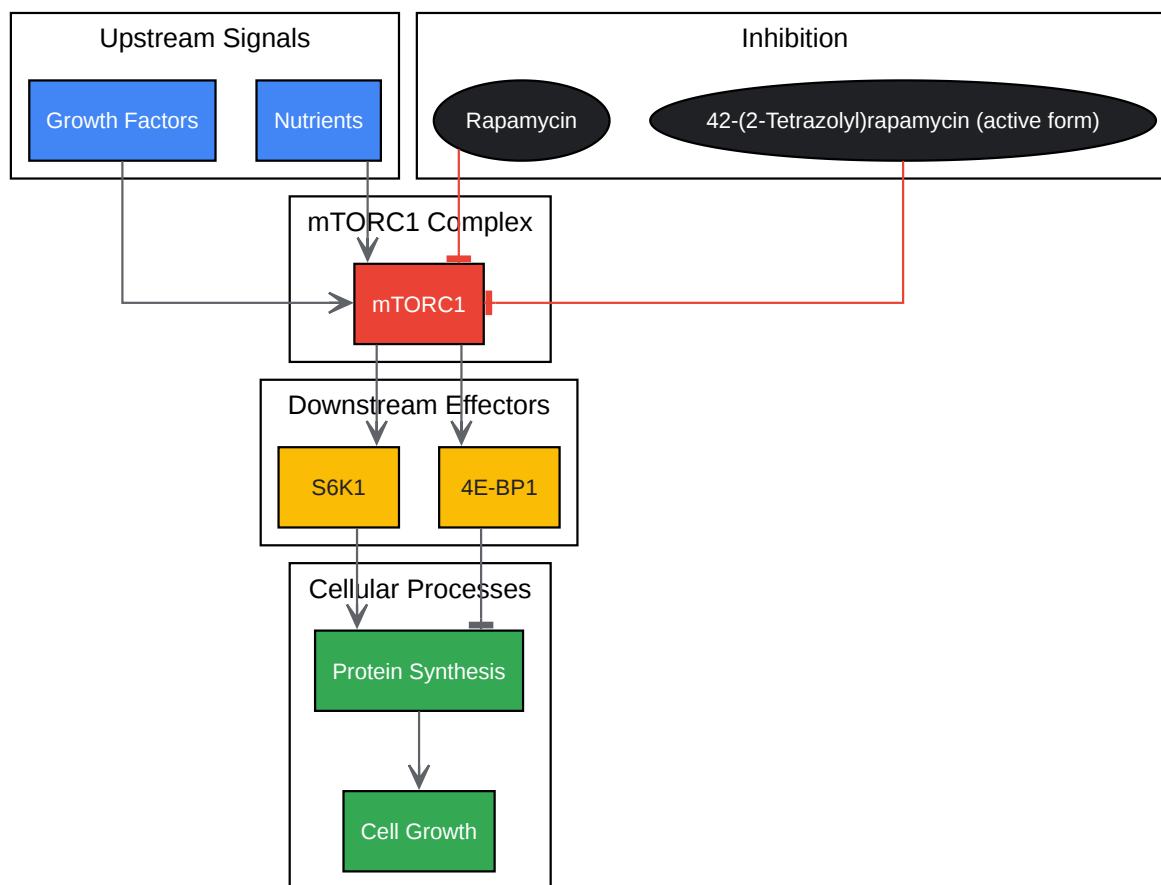 Upstream Signals
Inhibition
Growth Factors
Nutrients
Rapamycin
42-(2-Tetrazolyl)rapamycin (active form)
mTORC1 Complex
mTORC1
Downstream Effectors
S6K1
4E-BP1
Cellular Processes
Protein Synthesis
Cell Growth